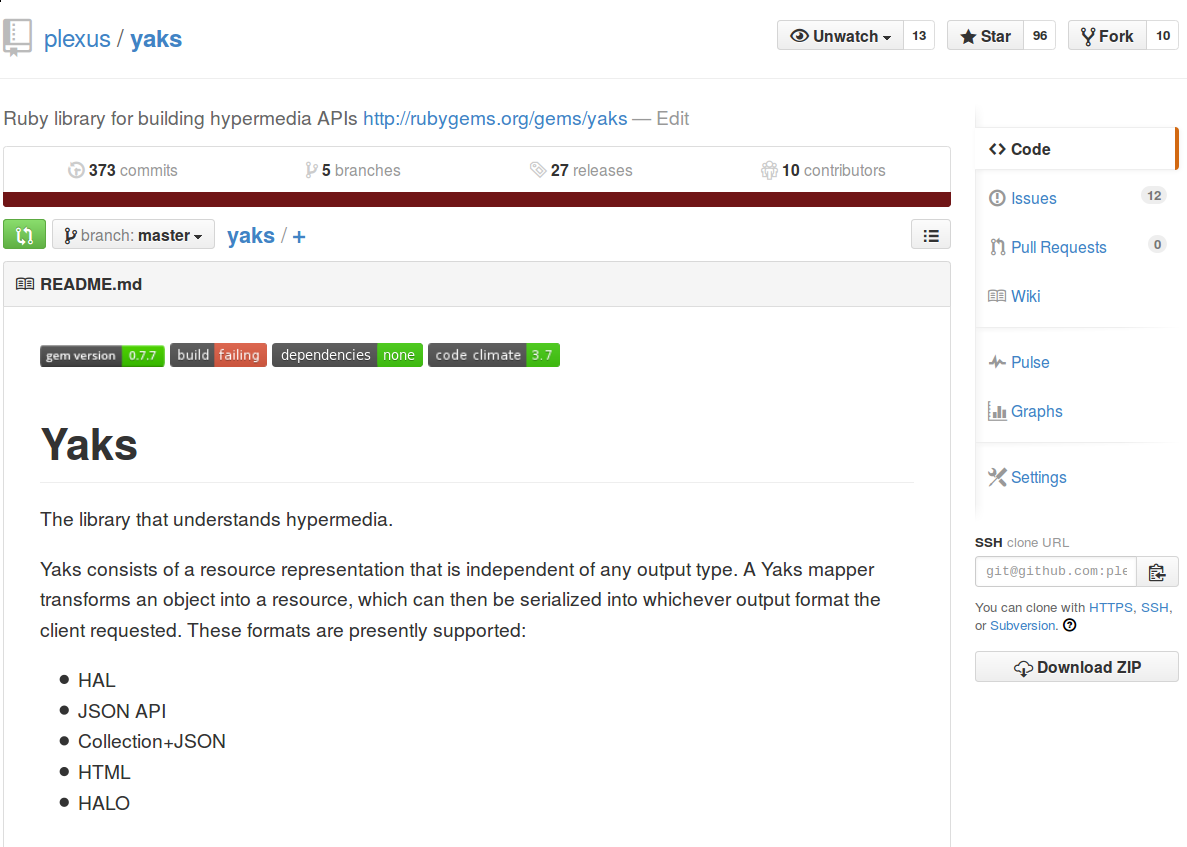 plexus / yaks
Unwatch 13
Star 96
Fork 10
Ruby library for building hypermedia APIs http://rubygems.org/gems/yaks — Edit
373 commits
5 branches
27 releases
10 contributors
branch: master
yaks / +
README.md
gem version 0.7.7
build failing
dependencies none
code climate 3.7
Yaks
The library that understands hypermedia.
Yaks consists of a resource representation that is independent of any output type. A Yaks mapper
transforms an object into a resource, which can then be serialized into whichever output format the
client requested. These formats are presently supported:
HAL
JSON API
Collection+JSON
HTML
HALO
Code
Issues 12
Pull Requests 0
Wiki
Pulse
Graphs
Settings
SSH clone URL
git@github.com:ple
You can clone with HTTPS, SSH,
or Subversion.
Download ZIP